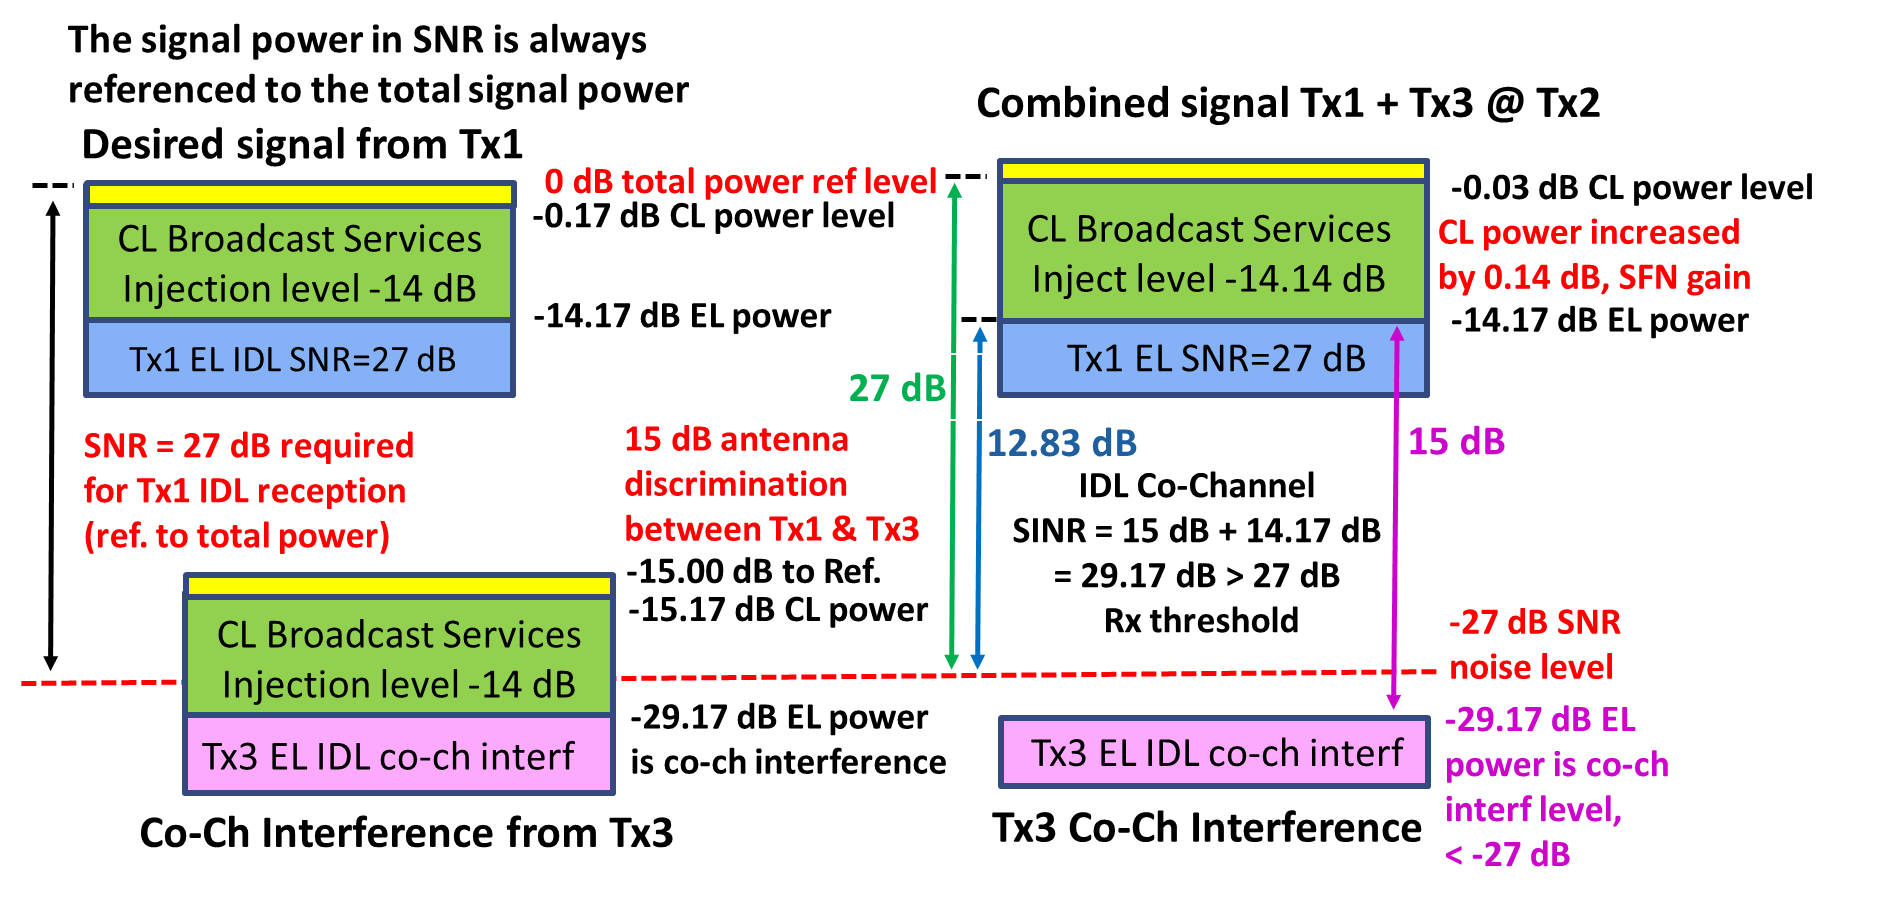 The signal power in SNR is always
referenced to the total signal power
Desired signal from Tx1
0 dB total power ref level
-0.17 dB CL power level
CL Broadcast Services
Injection level -14 dB
-14.17 dB EL power
Tx1 EL IDL SNR=27 dB
SNR = 27 dB required
for Tx1 IDL reception
(ref. to total power)
15 dB antenna
discrimination
between Tx1 & Tx3
-15.00 dB to Ref.
-15.17 dB CL power
CL Broadcast Services
Injection level -14 dB
-29.17 dB EL power
is co-ch interference
Tx3 EL IDL co-ch interf
Co-Ch Interference from Tx3
Combined signal Tx1 + Tx3 @ Tx2
-0.03 dB CL power level
CL power increased
by 0.14 dB, SFN gain
-14.17 dB EL power
CL Broadcast Services
Inject level -14.14 dB
Tx1 EL SNR=27 dB
27 dB
12.83 dB
15 dB
IDL Co-Channel
SINR = 15 dB + 14.17 dB
= 29.17 dB > 27 dB
Rx threshold
-27 dB SNR
noise level
Tx3 EL IDL co-ch interf
-29.17 dB EL
power is co-ch
interf level,
< -27 dB
Tx3 Co-Ch Interference